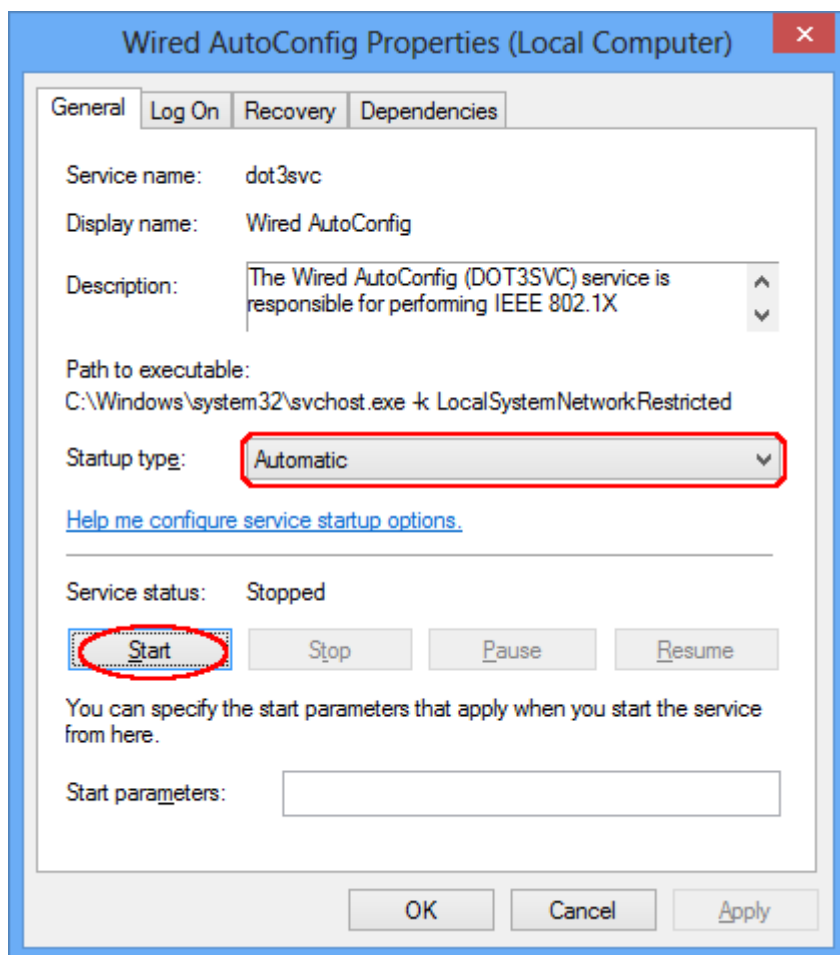 Wired AutoConfig Properties (Local Computer)
General Log On Recovery Dependencies
Service name: dot3svc
Display name: Wired AutoConfig
Description: The Wired AutoConfig (DOT3SVC) service is
responsible for performing IEEE 802.1X
Path to executable:
C:\Windows\system32\svchost.exe -k LocalSystemNetworkRestricted
Startup type: Automatic
Help me configure service startup options.
Service status: Stopped
Start Stop Pause Resume
You can specify the start parameters that apply when you start the service
from here.
Start parameters:
OK Cancel Apply